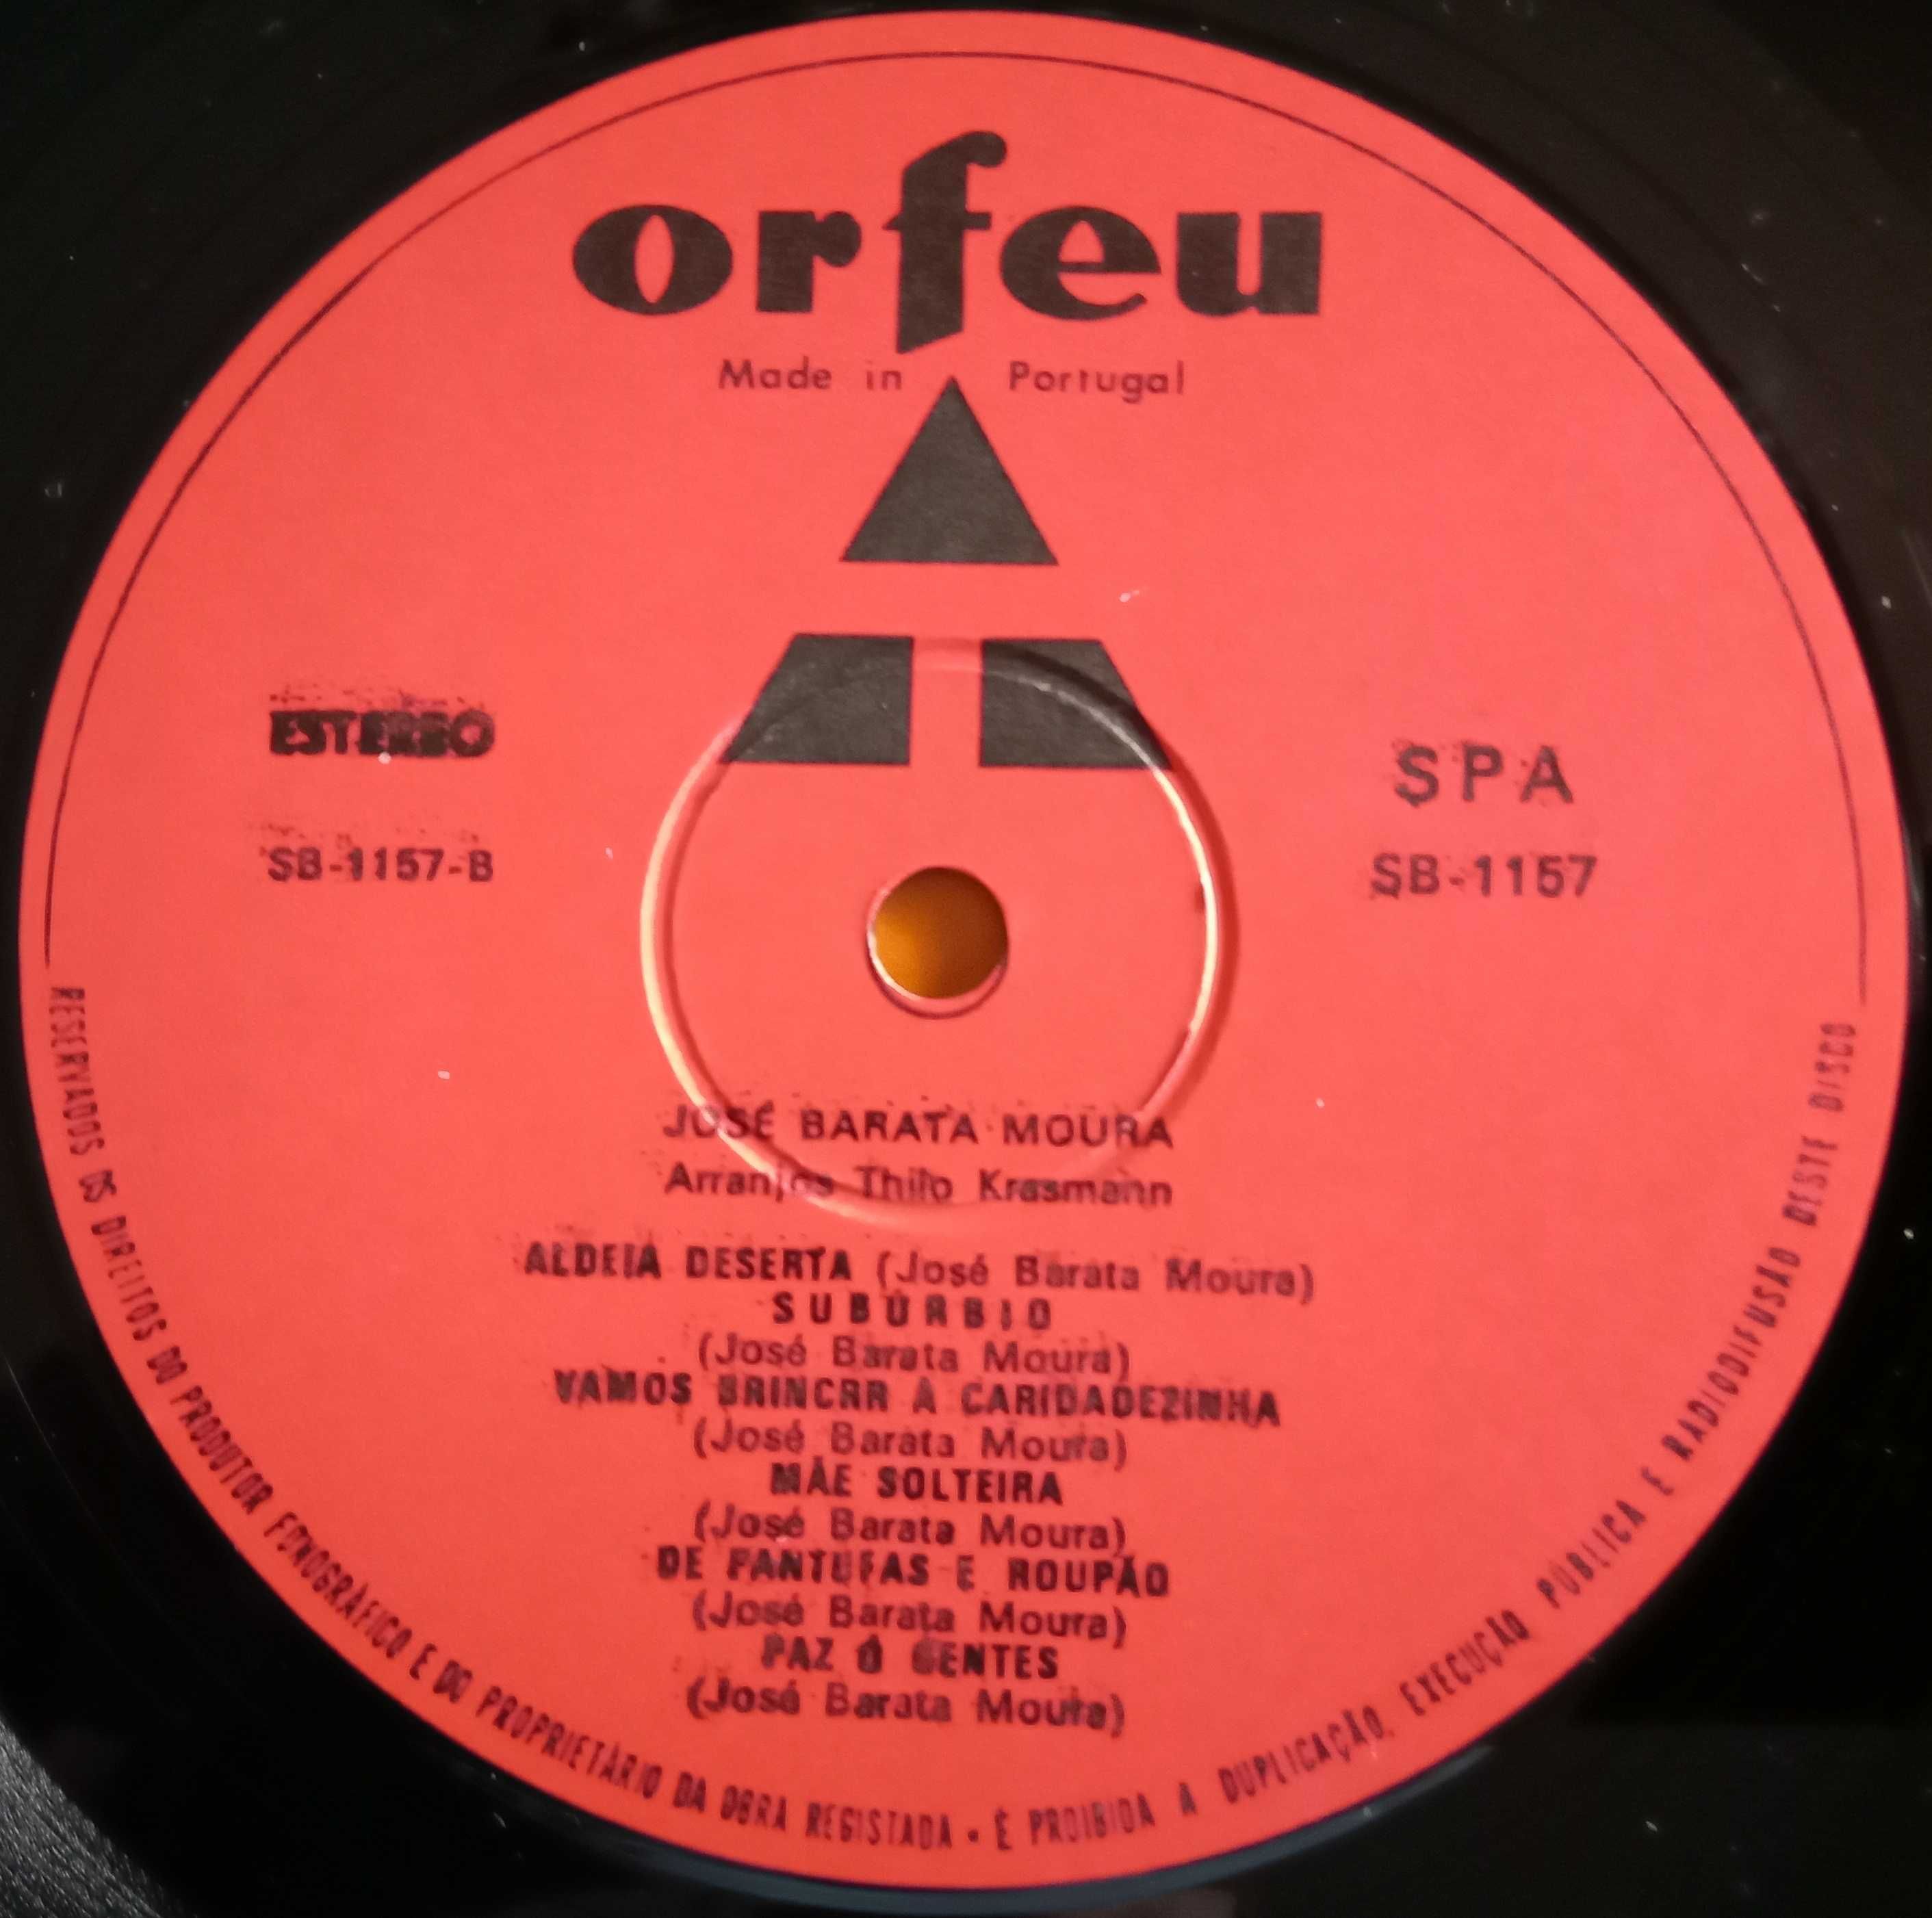 orfeu
Made in Portugal
ESTEREO
SB-1157-B
SPA
SB-1157
JOSÉ BARATA MOURA
Arranjos Thilo Krasmann
ALDEIA DESERTA (José Barata Moura)
SUBÚRBIO
(José Barata Moura)
VAMOS BRINCRR À CARIDADEZINHA
(José Barata Moura)
MÃE SOLTEIRA
(José Barata Moura)
DE PANTUFAS E ROUPÃO
(José Barata Moura)
PAZ Ó GENTES
(José Barata Moura)
RESERVADOS OS DIREITOS DO PRODUTOR FONOGRÁFICO E DO PROPRIETÁRIO DA OBRA REGISTADA • É PROIBIDA A DUPLICAÇÃO, EXECUÇÃO PÚBLICA E RADIODIFUSÃO DESTE DISCO